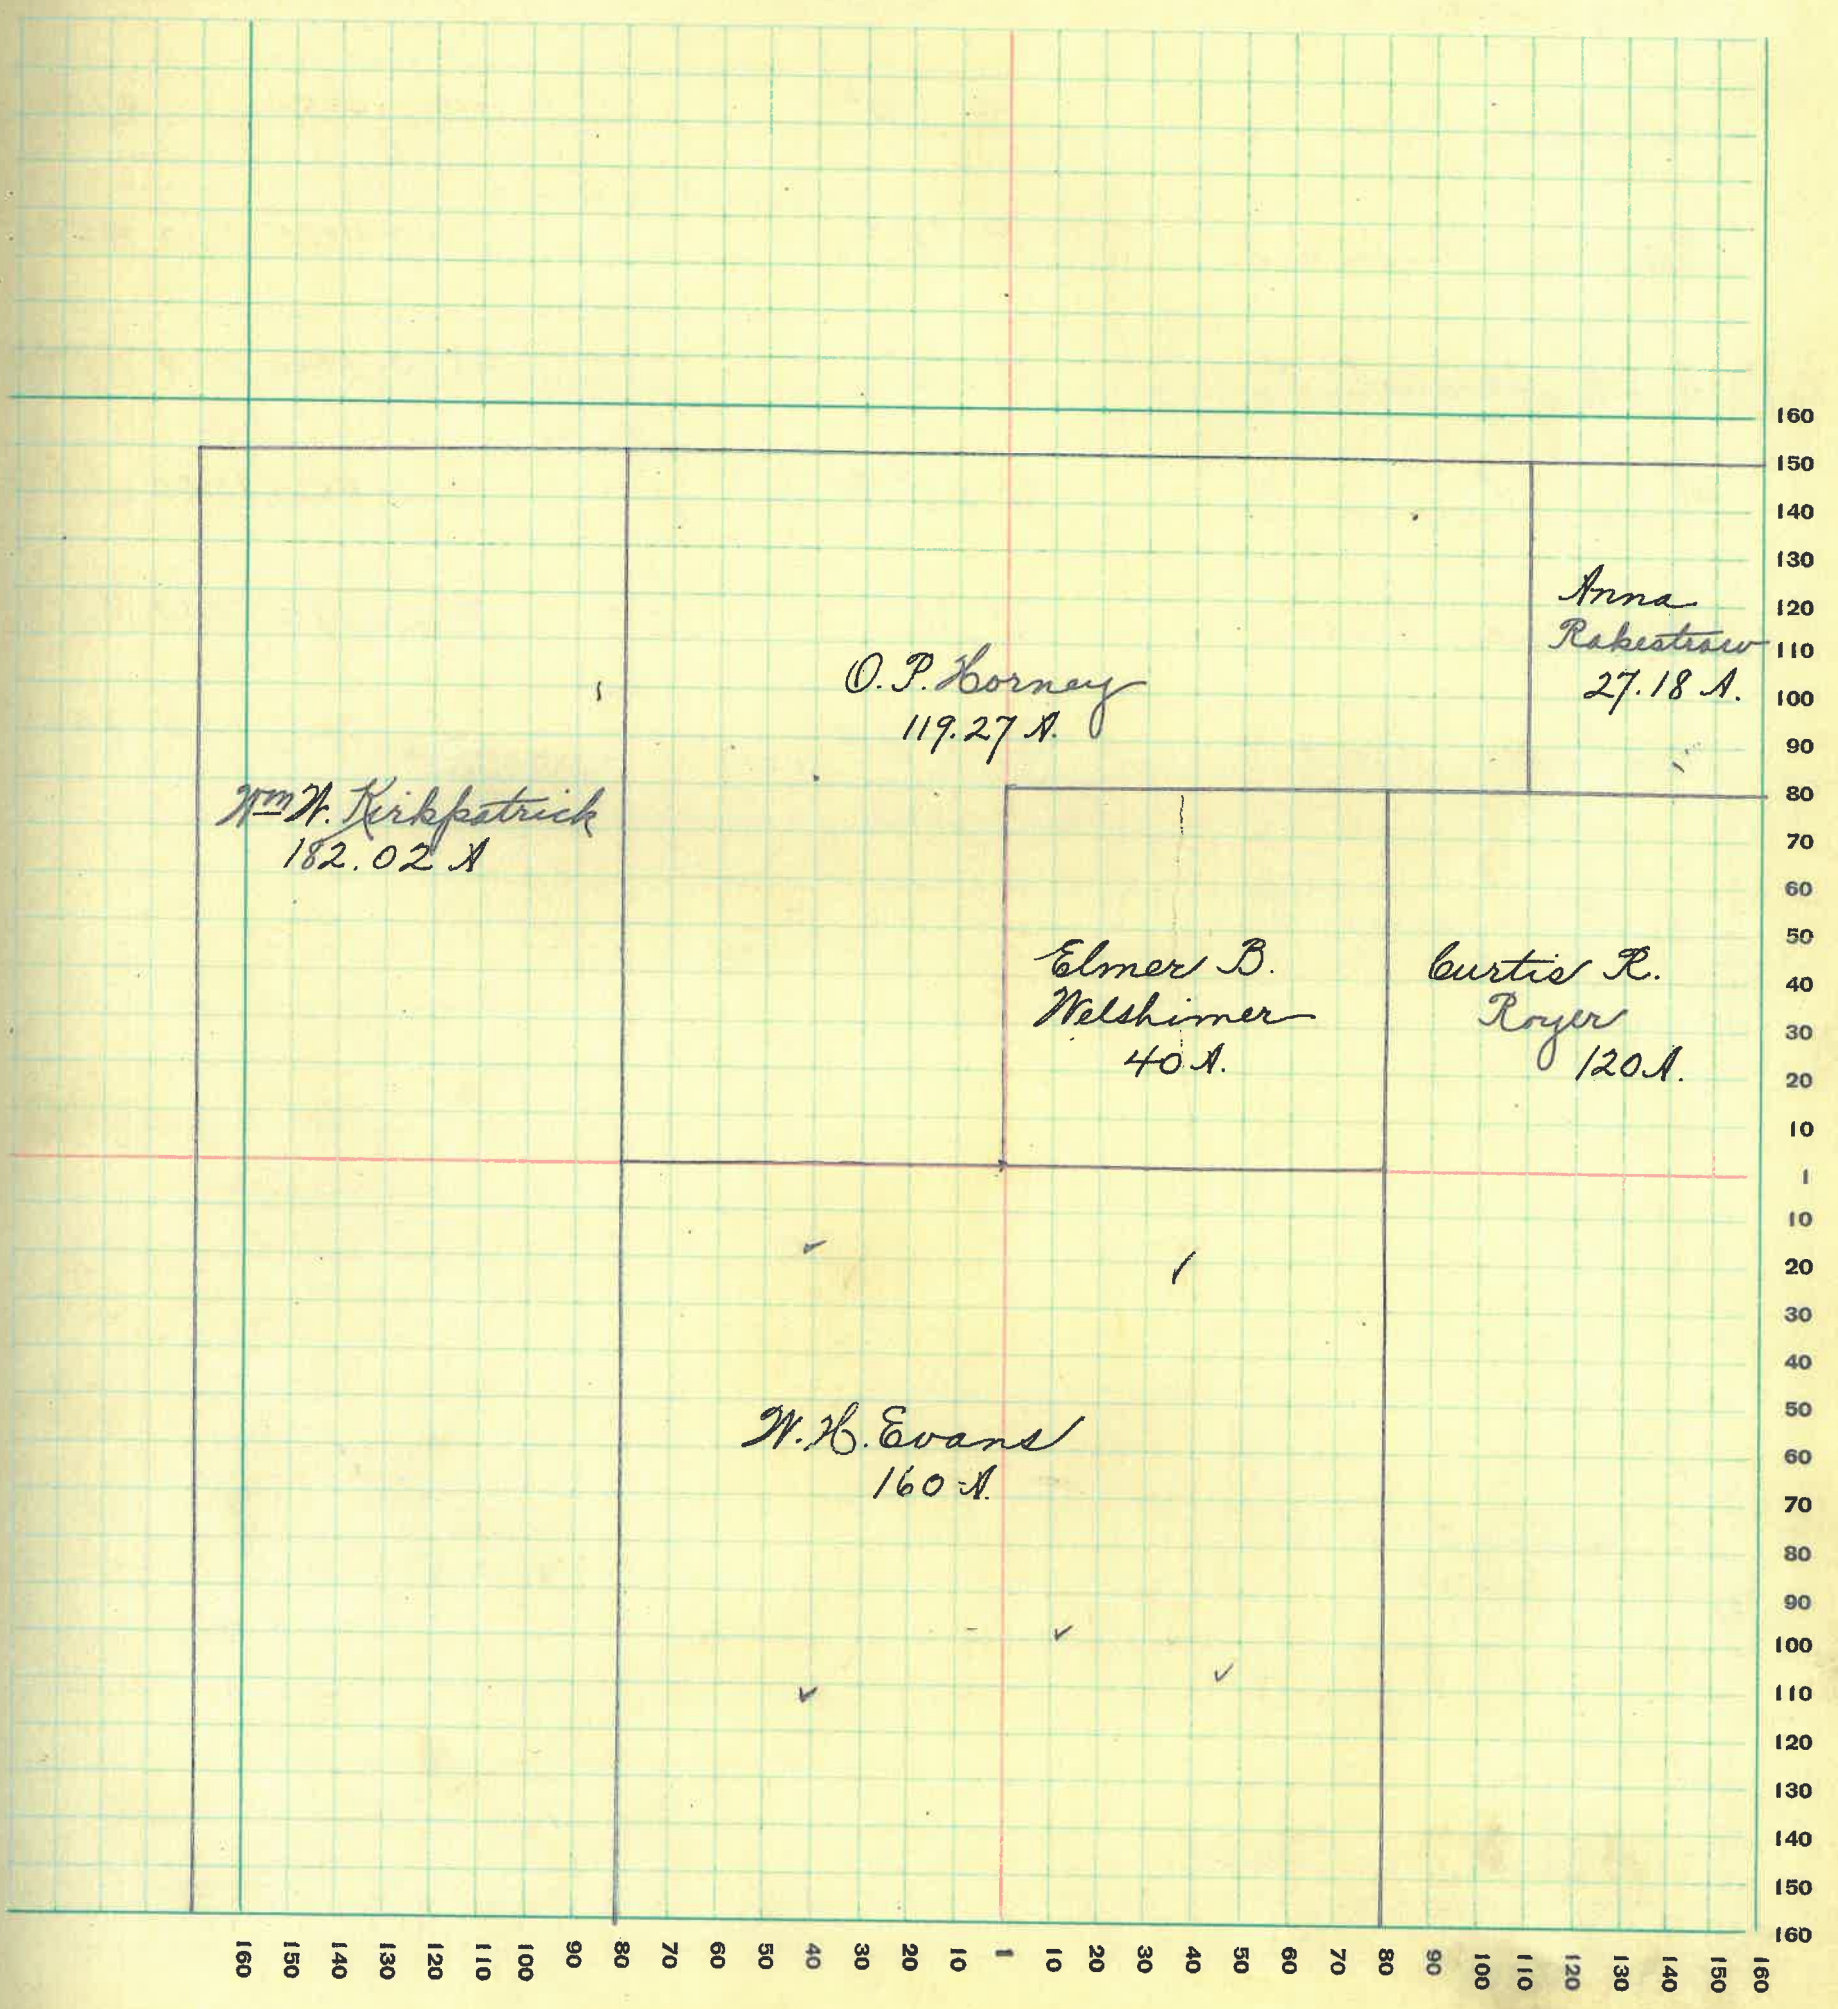 160
150
140
130
Anna
120
Rakestraw
110
O. P. Horney
27.18 A.
100
119.27 A.
90
80
Wm W. Kirkpatrick
70
182.02 A
60
50
Elmer B.
Curtis R.
40
Welshimer
Royer
30
40 A.
120 A.
20
10
1
10
20
30
40
50
W. H. Evans
60
160 A.
70
80
90
100
110
120
130
140
150
160
160 150 140 130 120 110 100 90 80 70 60 50 40 30 20 10 1 10 20 30 40 50 60 70 80 90 100 110 120 130 140 150 160